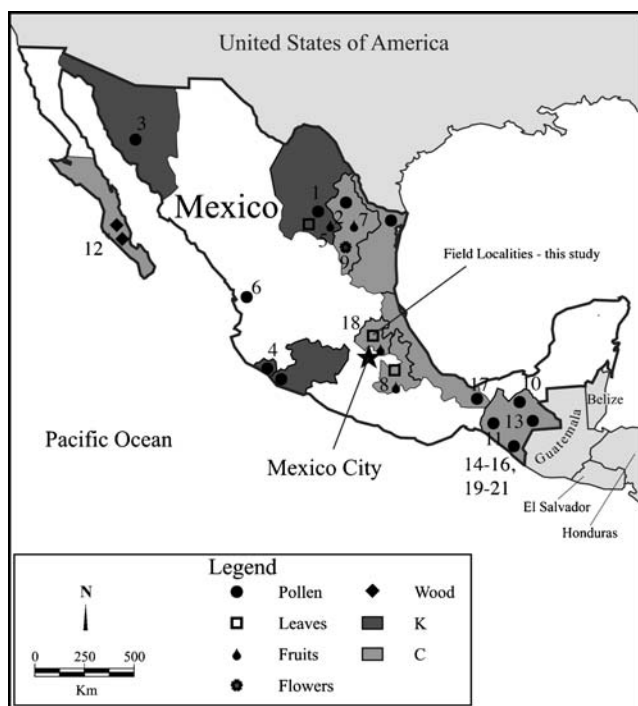 United States of America
3
Mexico
1
2
7
5
9
12
Field Localities - this study
6
18
4
8
17
10
Belize
13
Guatemala
Pacific Ocean
11
Mexico City
14-16,
19-21
El Salvador
Honduras
Legend
N
Pollen
Wood
Leaves
K
0 250 500
Fruits
C
Km
Flowers